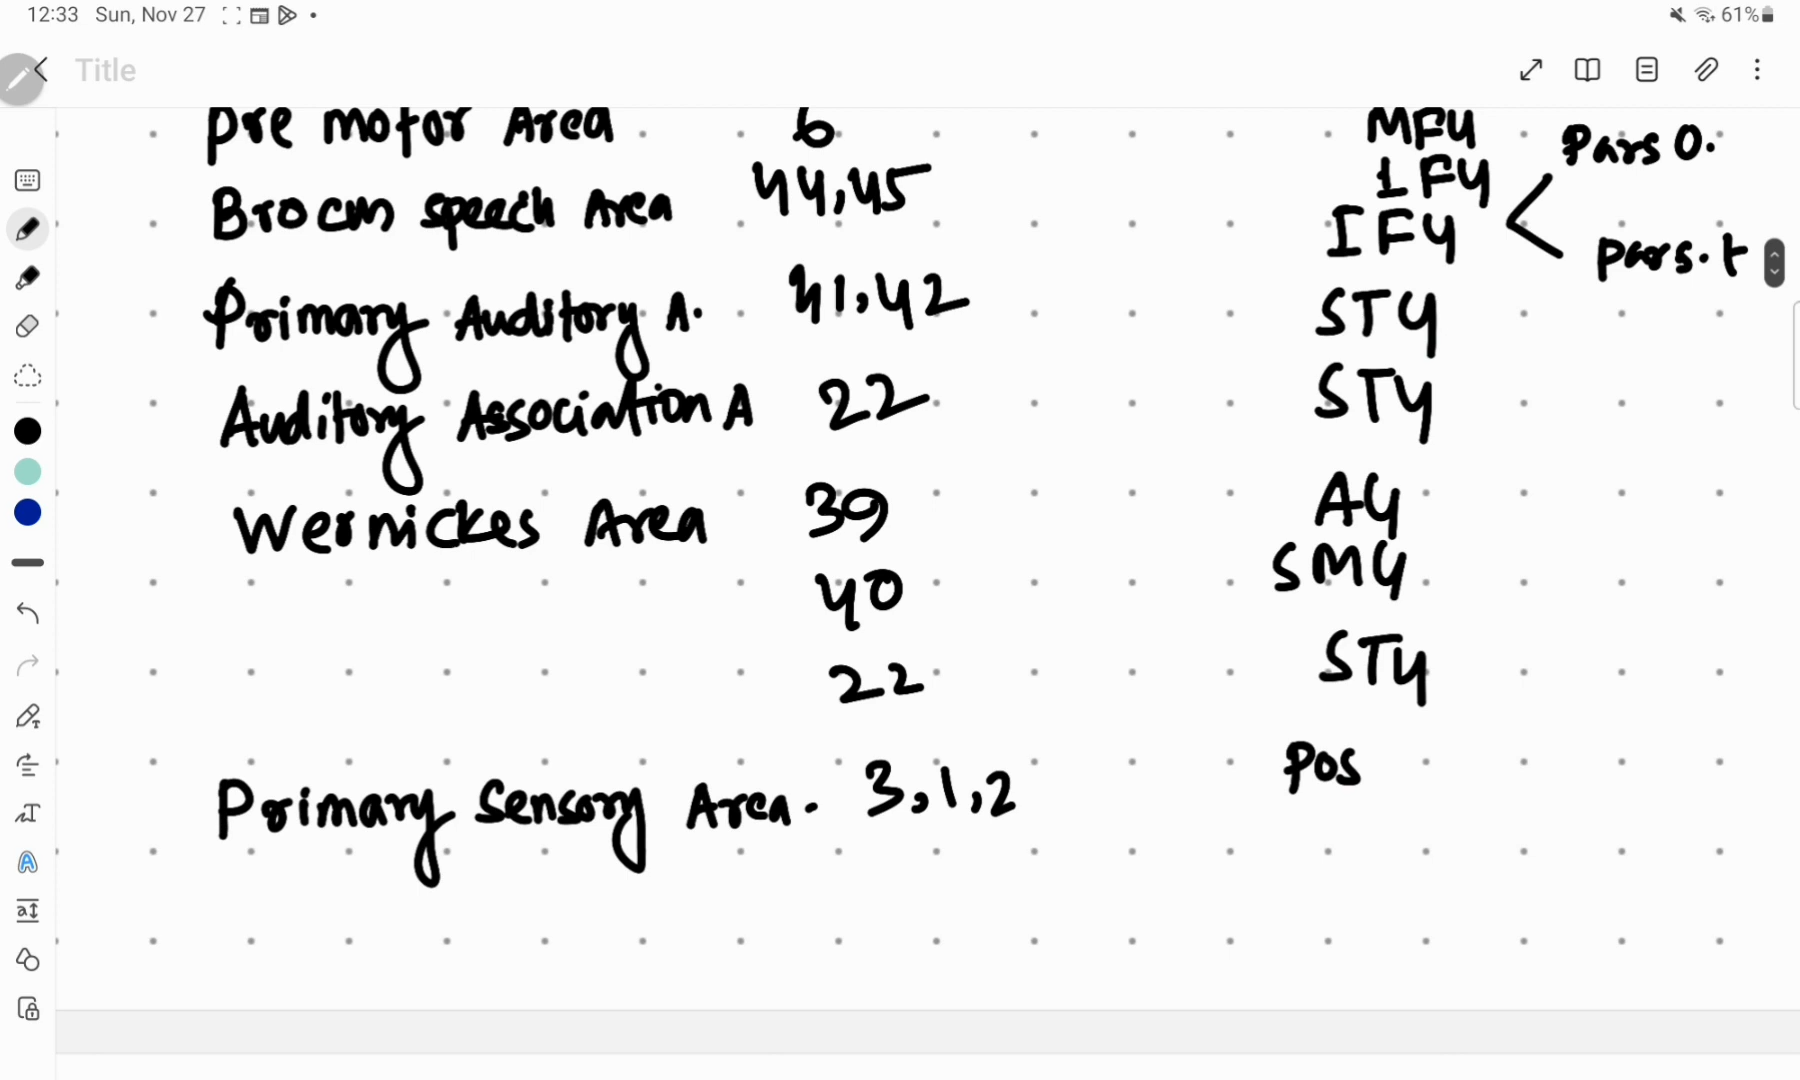 12:33 Sun, Nov 27 61%
Title
Pre motor Area 6 MFG
Pars O.
Brocas speech Area 44,45 IFG
IFG
Pars. t
Primary Auditory A. 41,42 STG
Auditory Association A 22 STG
Wernickes Area 39 AG
40 SMG
22 STG
Primary Sensory Area. 3,1,2 Pos